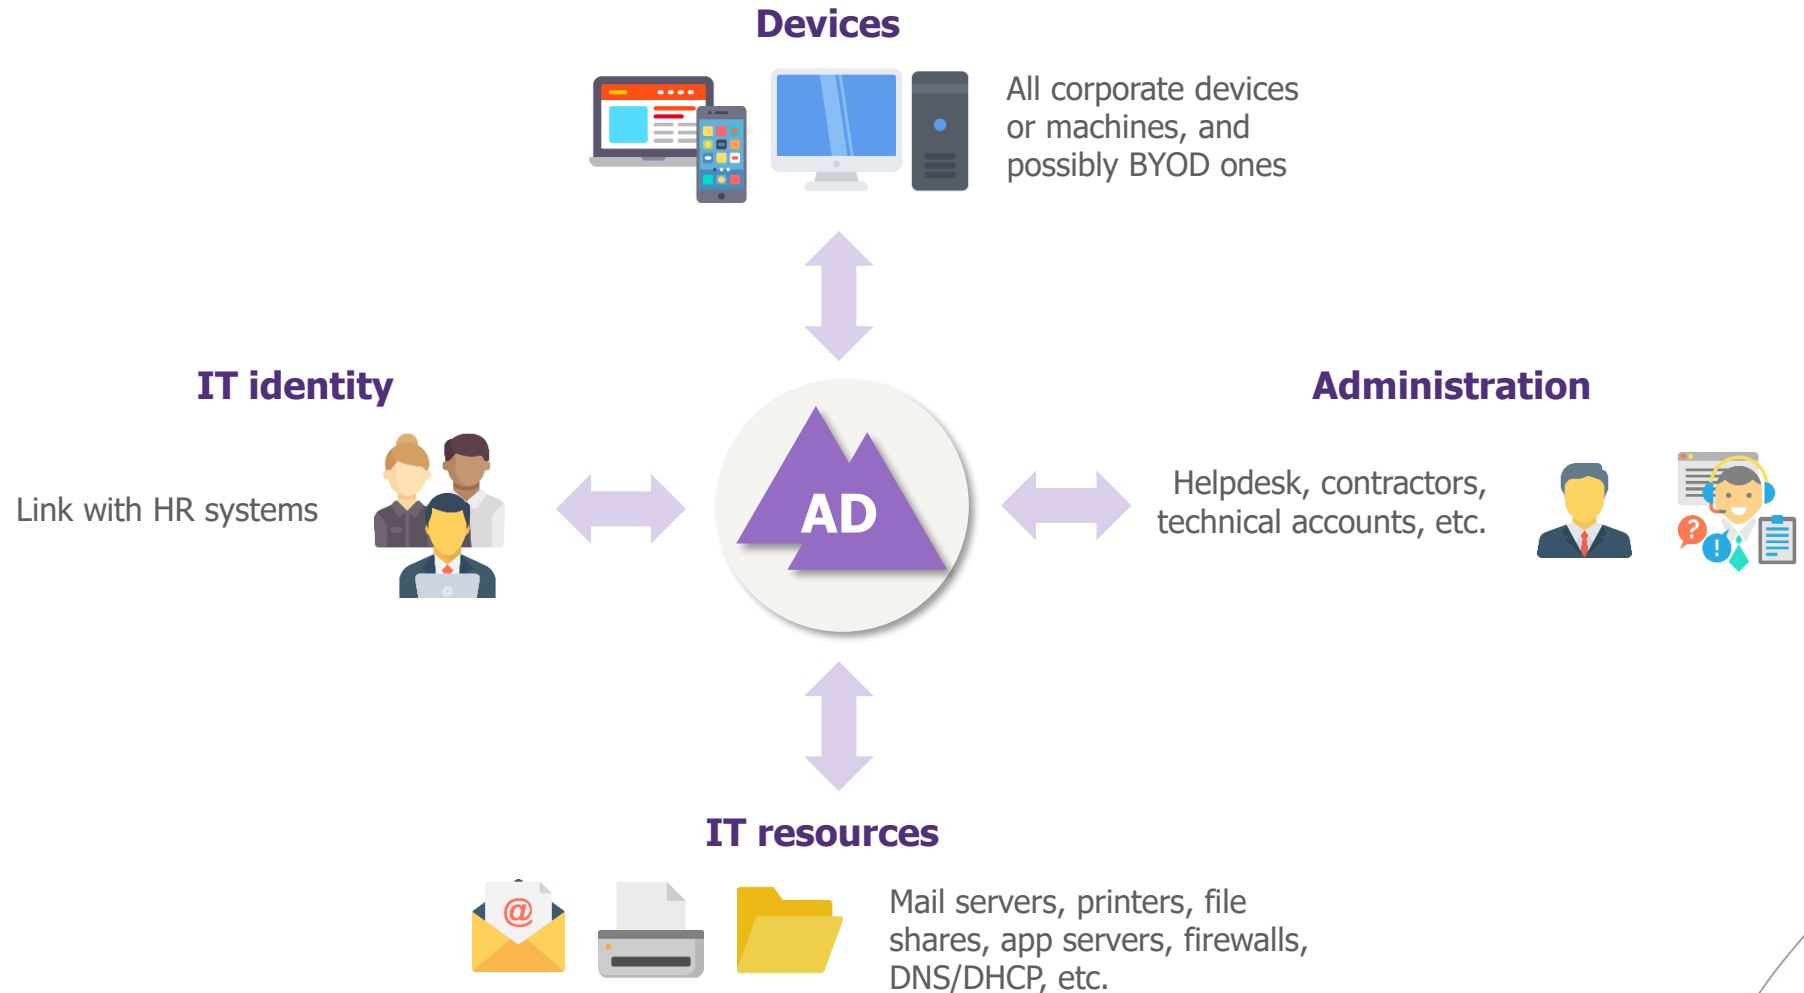 Devices
All corporate devices
or machines, and
possibly BYOD ones
IT identity
Link with HR systems
AD
Administration
Helpdesk, contractors,
technical accounts, etc.
?
!
@
IT resources
@
Mail servers, printers, file
shares, app servers, firewalls,
DNS/DHCP, etc.